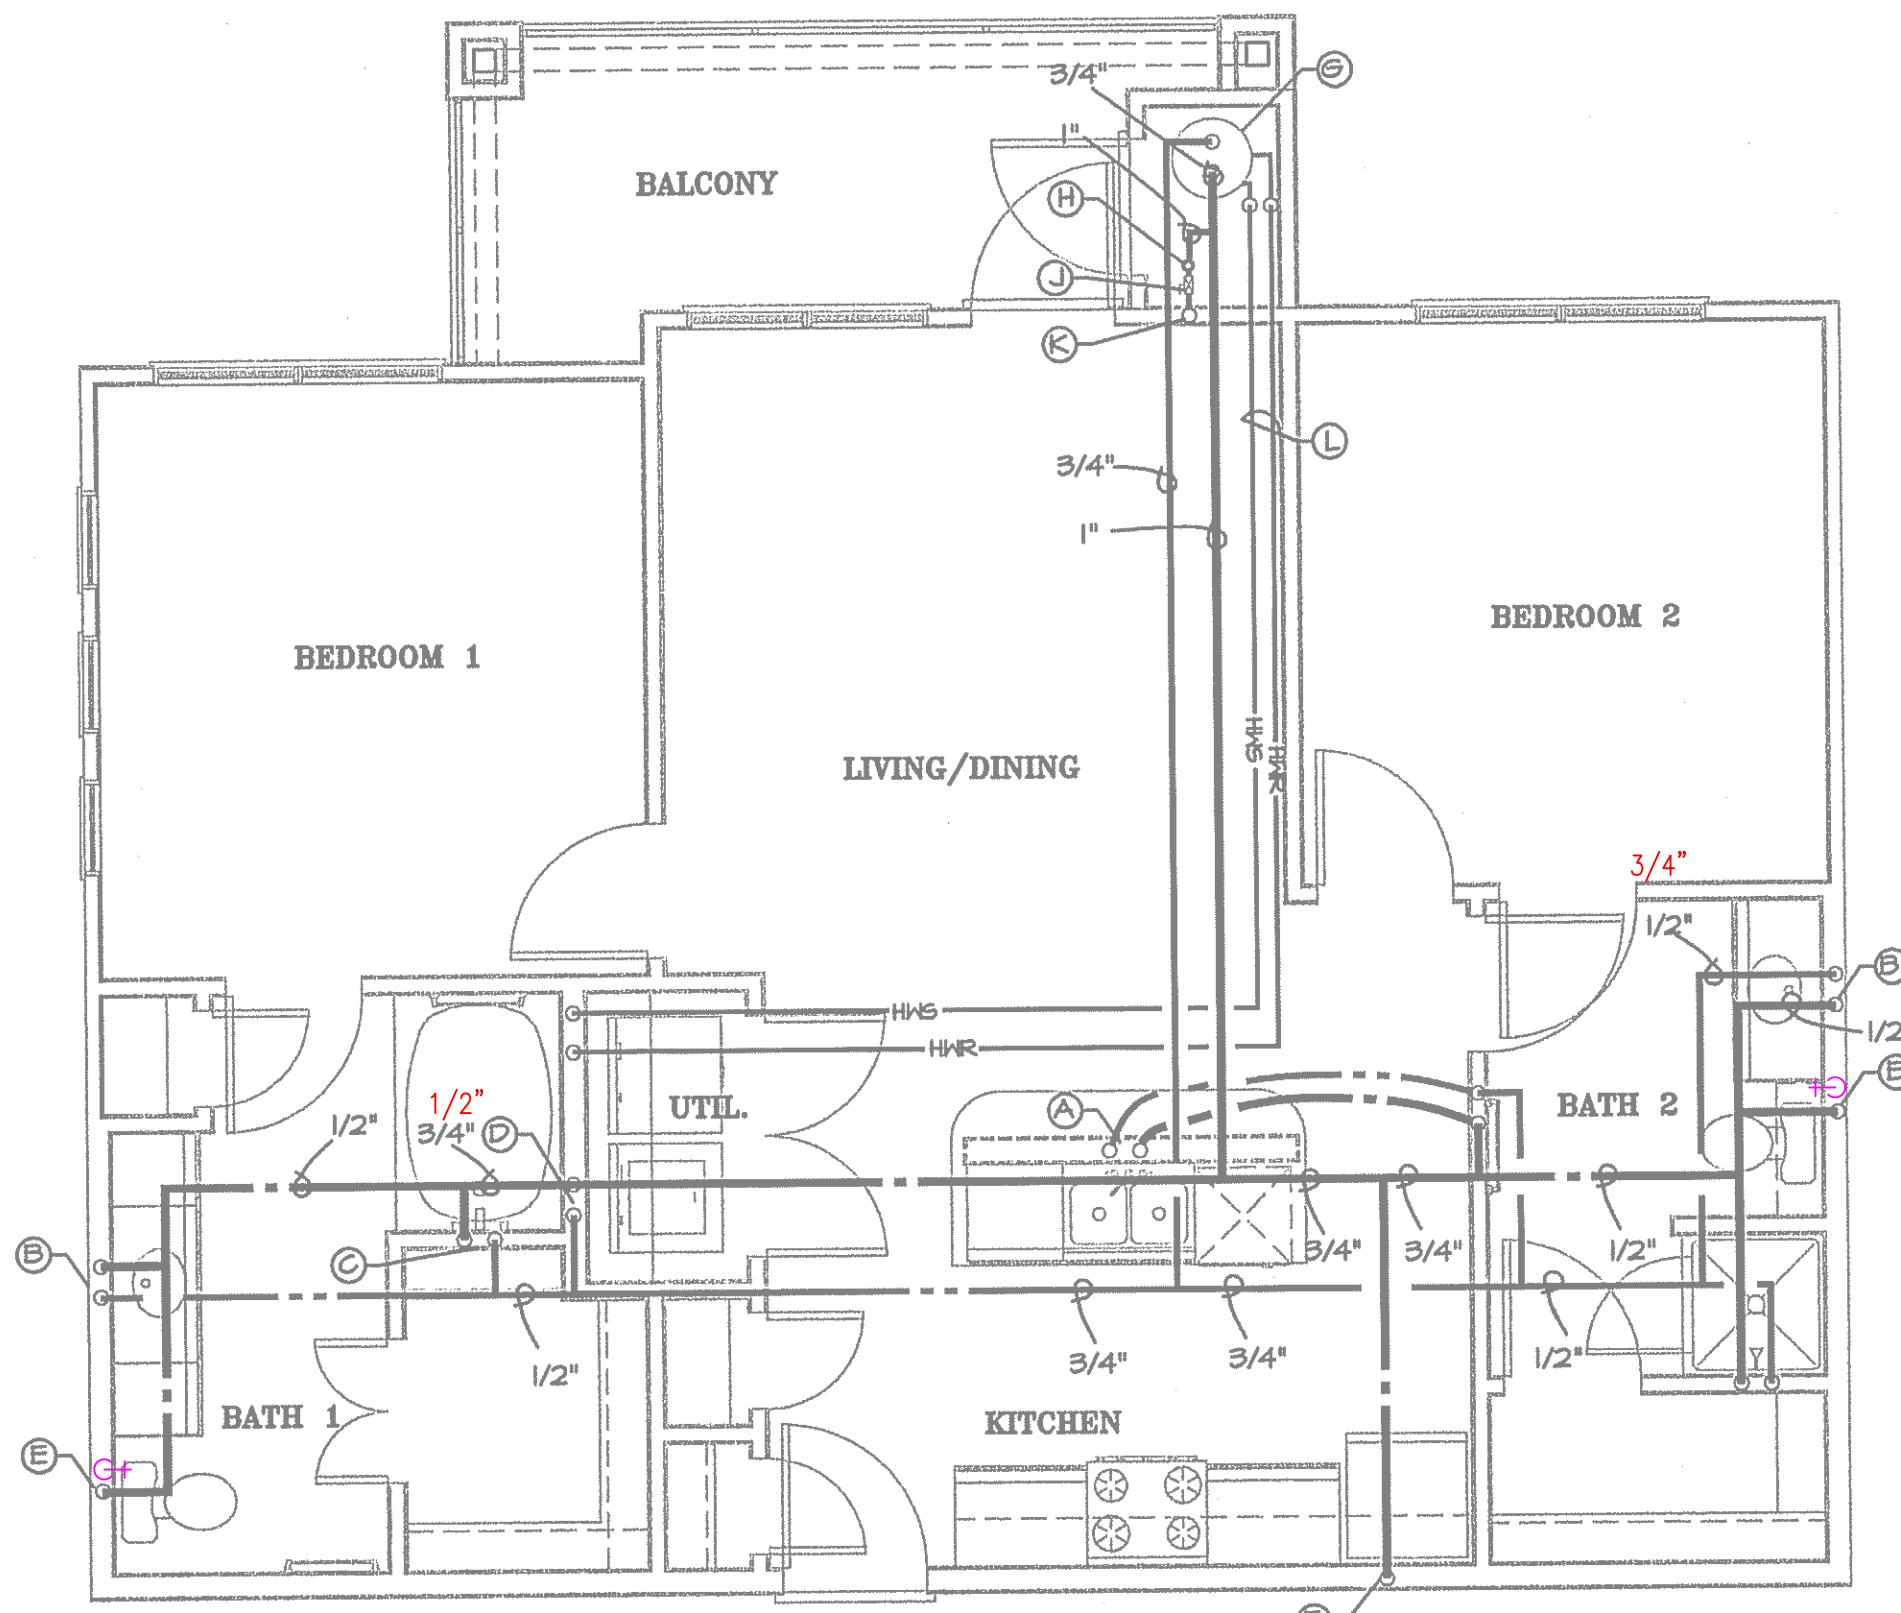 3/4"
G
1"
BALCONY
H
J
K
L
3/4"
1"
BEDROOM 2
BEDROOM 1
HWS
HWR
LIVING/DINING
3/4"
1/2"
B
HWS
1/2
HWR
E
1/2"
UTIL.
A
BATH 2
1/2"
3/4"
D
B
C
3/4"
3/4"
1/2"
1/2"
3/4"
3/4"
1/2"
BATH 1
KITCHEN
E